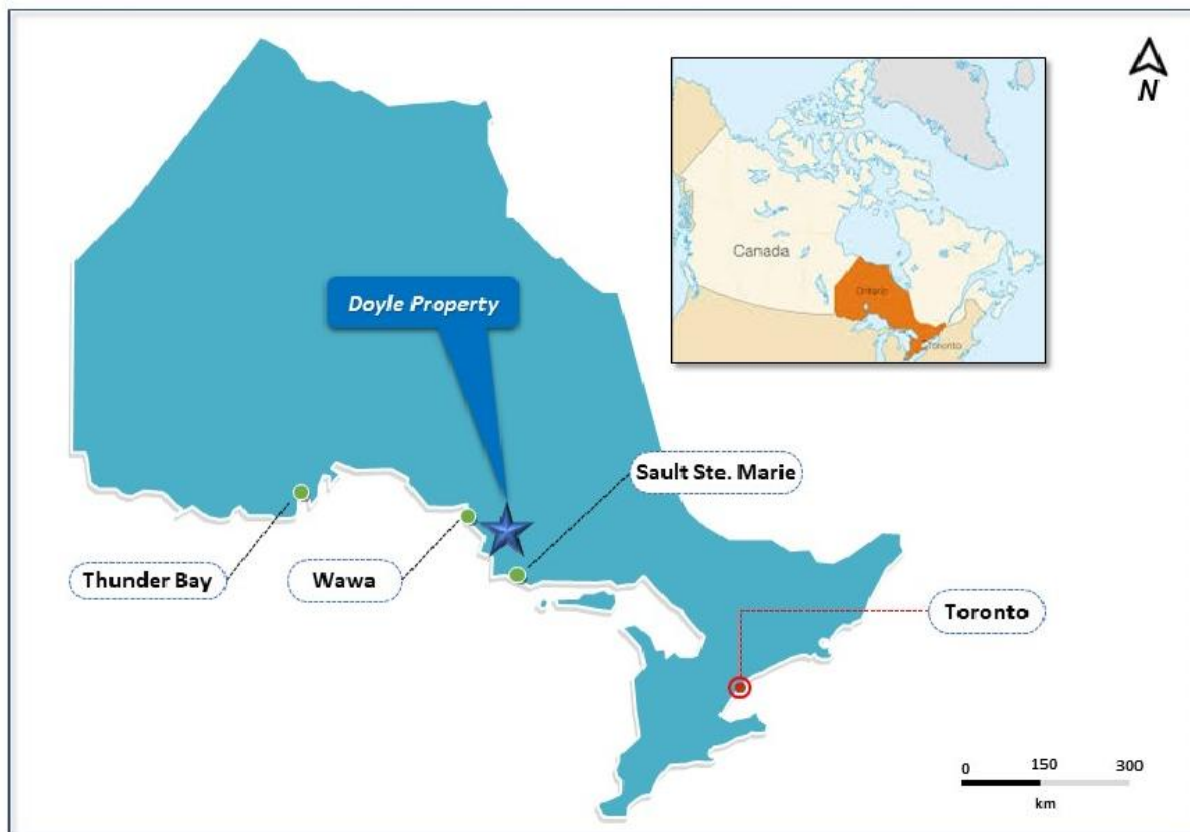 N
Canada
Ontario
Toronto
Doyle Property
Sault Ste. Marie
Thunder Bay
Wawa
Toronto
0 150 300
km